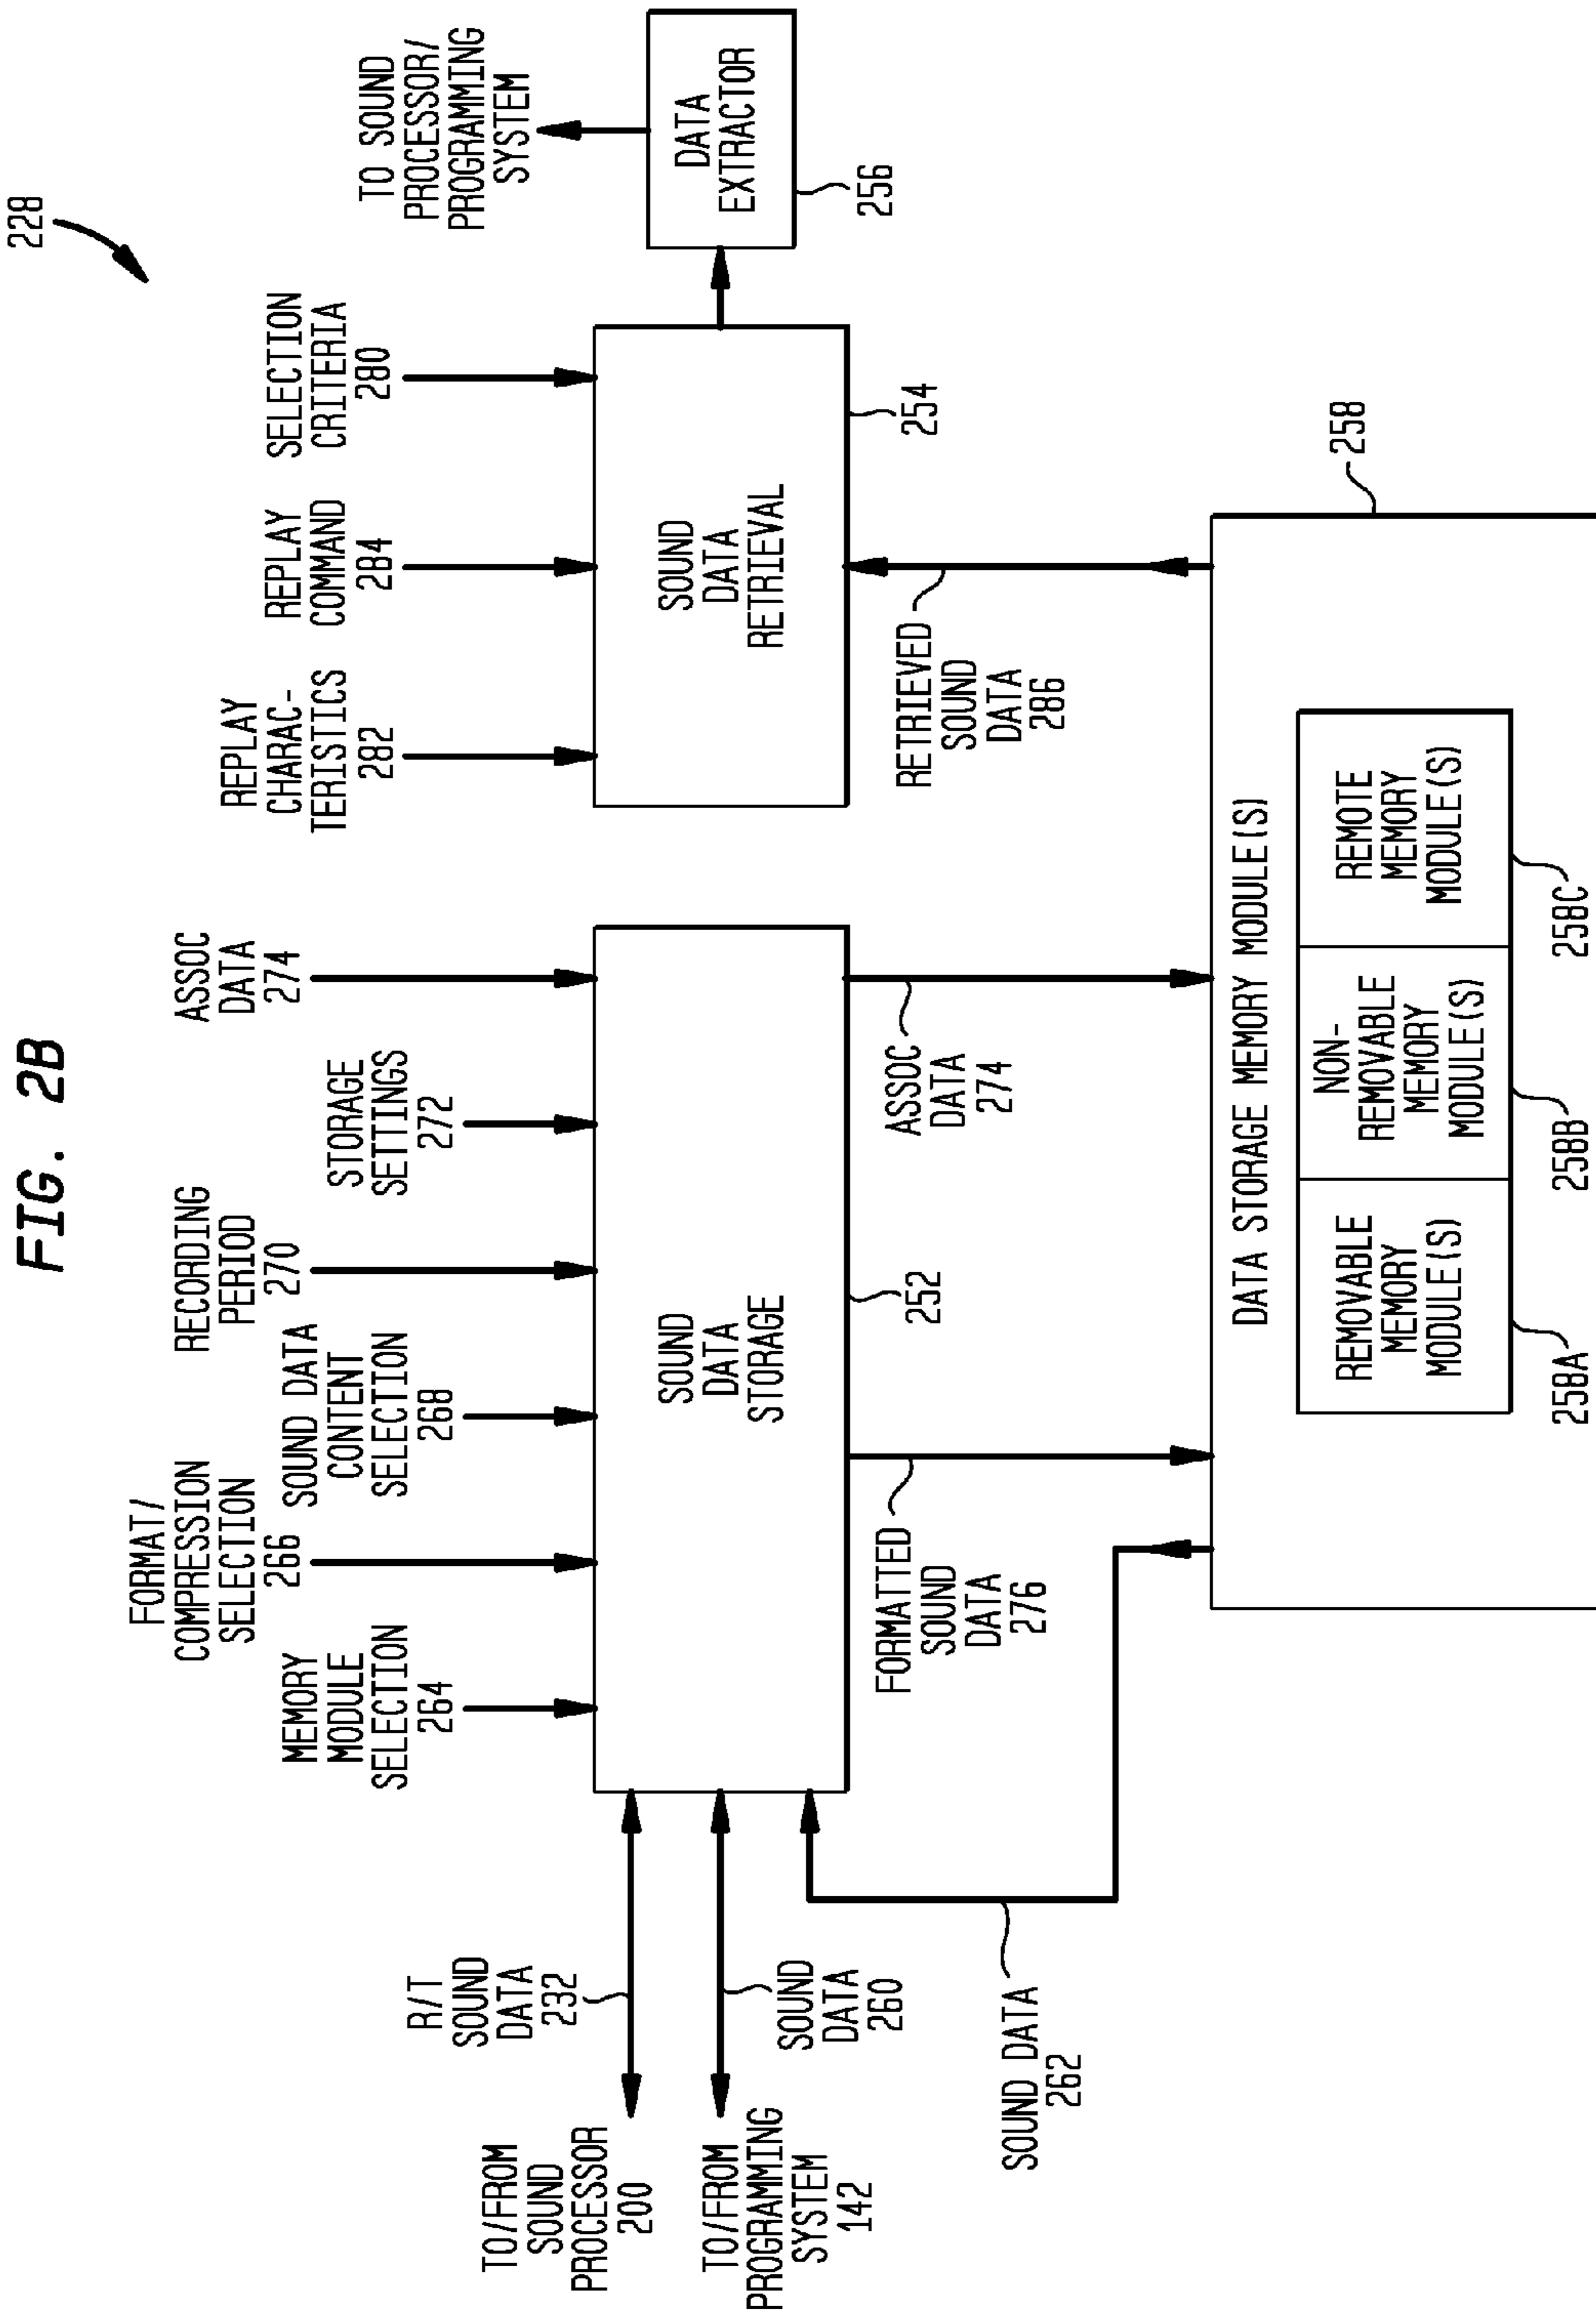 FIG. 2B
228
FORMAT/
COMPRESSION
SELECTION
266
RECORDING
PERIOD
270
ASSOC
DATA
274
MEMORY
MODULE
SELECTION
264
SOUND DATA
CONTENT
SELECTION
268
STORAGE
SETTINGS
272
REPLAY
CHARAC-
TERISTICS
282
REPLAY
COMMAND
284
SELECTION
CRITERIA
280
TO SOUND
PROCESSOR/
PROGRAMMING
SYSTEM
R/T
SOUND
DATA
232
TO/FROM
SOUND
PROCESSOR
200
TO/FROM
PROGRAMMING
SYSTEM
142
SOUND
DATA
260
SOUND
DATA
STORAGE
252
SOUND
DATA
RETRIEVAL
254
DATA
EXTRACTOR
256
SOUND DATA
262
FORMATTED
SOUND
DATA
276
ASSOC
DATA
274
RETRIEVED
SOUND
DATA
286
258
DATA STORAGE MEMORY MODULE(S)
REMOVABLE
MEMORY
MODULE(S)
NON-
REMOVABLE
MEMORY
MODULE(S)
REMOTE
MEMORY
MODULE(S)
258A
258B
258C